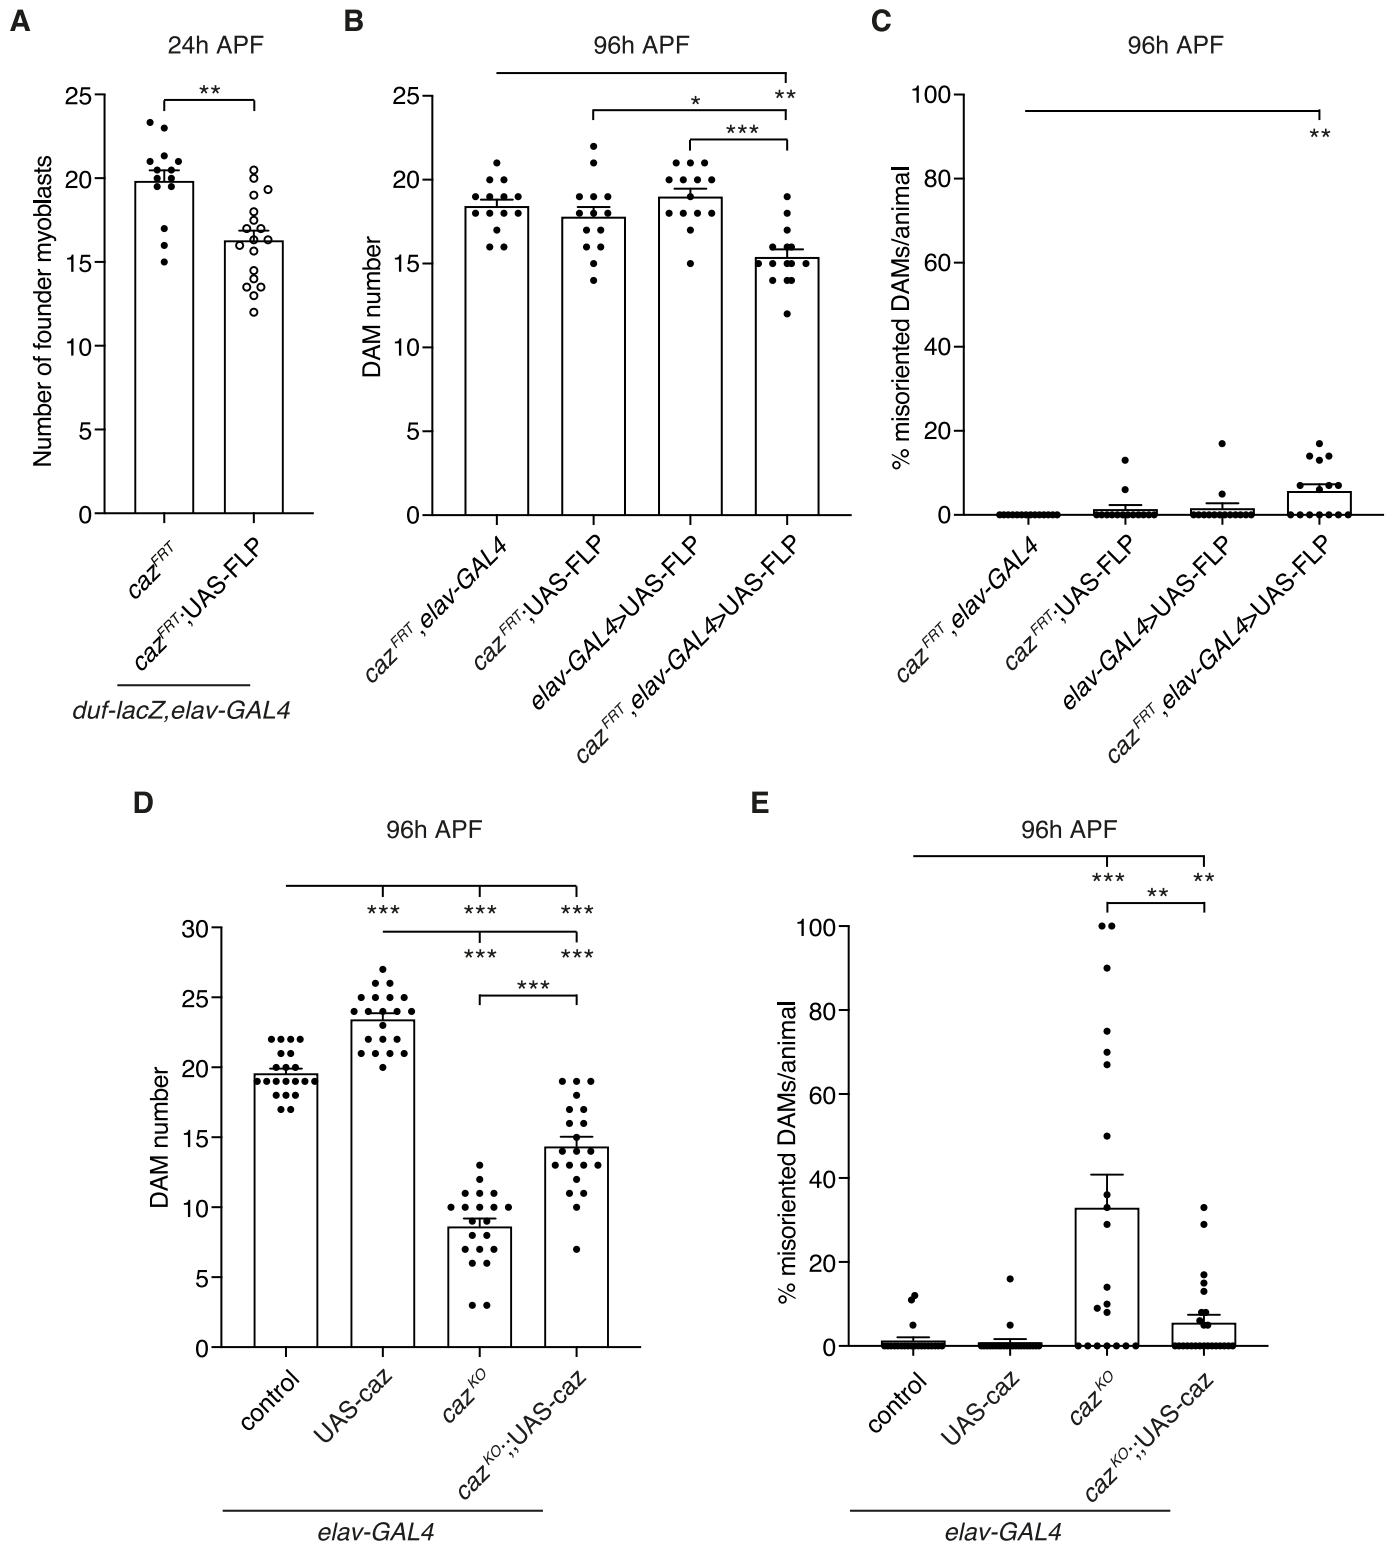 A
24h APF
**
Number of founder myoblasts
25
20
15
10
5
0
caz^FRT
caz^FRT;UAS-FLP
duf-lacZ,elav-GAL4
B
96h APF
**
*
***
DAM number
25
20
15
10
5
0
caz^FRT,elav-GAL4
caz^FRT;UAS-FLP
elav-GAL4>UAS-FLP
caz^FRT,elav-GAL4>UAS-FLP
C
96h APF
**
% misoriented DAMs/animal
100
80
60
40
20
0
caz^FRT,elav-GAL4
caz^FRT;UAS-FLP
elav-GAL4>UAS-FLP
caz^FRT,elav-GAL4>UAS-FLP
D
96h APF
*** *** ***
*** ***
***
DAM number
30
25
20
15
10
5
0
control
UAS-caz
caz^KO
caz^KO;;UAS-caz
elav-GAL4
E
96h APF
*** **
**
% misoriented DAMs/animal
100
80
60
40
20
0
control
UAS-caz
caz^KO
caz^KO;;UAS-caz
elav-GAL4